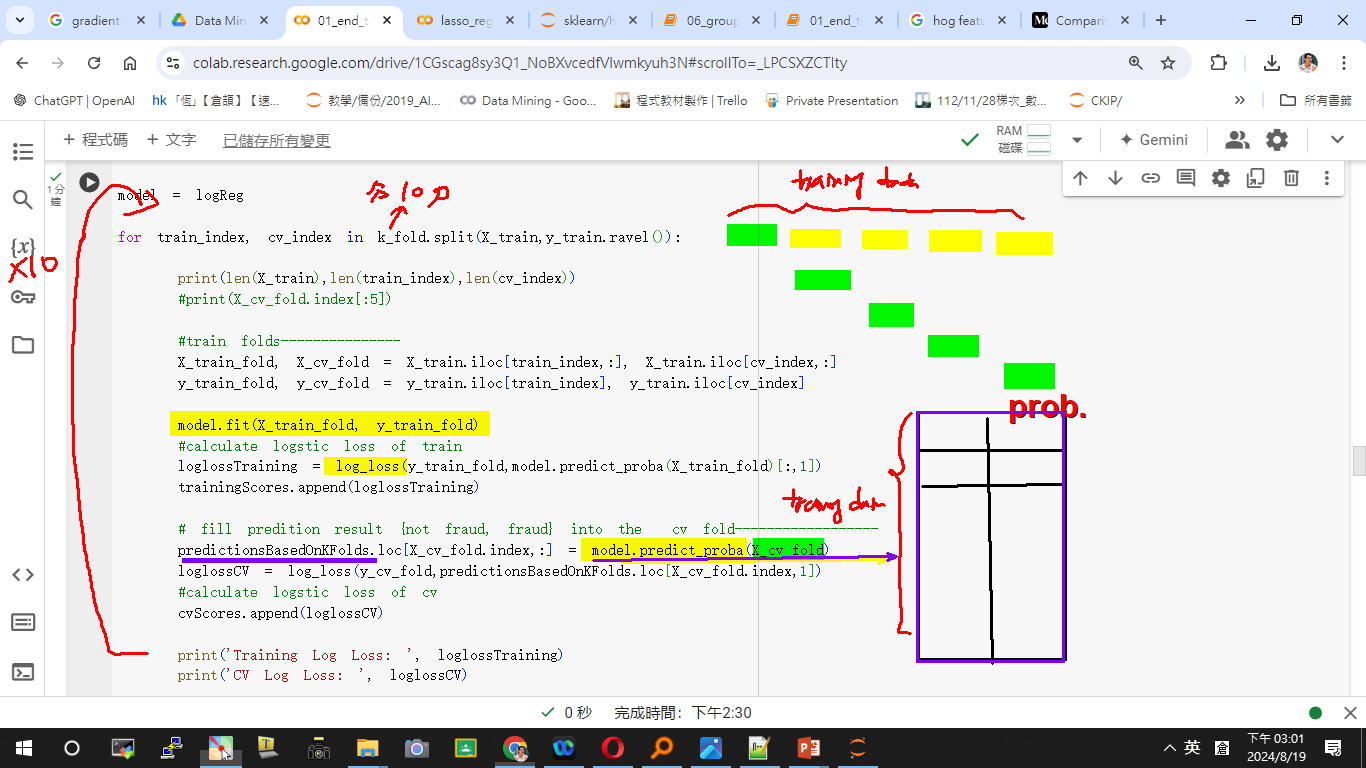 gradient
Data Min
01_end_t
lasso_reg
sklearn/h
06_group
01_end_t
hog feat
Comparis
colab.research.google.com/drive/1CGscag8sy3Q1_NoBXvcedfVIwmkyuh3N#scrollTo=_LPCSXZCTIty
ChatGPT | OpenAI
hk「恆」【倉頡】【速...
教學/備份/2019_AI...
Data Mining - Goo...
程式教材製作 | Trello
Private Presentation
112/11/28梯次_數...
CKIP/
所有書籤
+ 程式碼 + 文字 已儲存所有變更
RAM
磁碟
Gemini
1 分
鐘
{x}
x10
分10口
training data
model = logReg
for train_index, cv_index in k_fold.split(X_train,y_train.ravel()):
print(len(X_train),len(train_index),len(cv_index))
#print(X_cv_fold.index[:5])
#train folds---------------
X_train_fold, X_cv_fold = X_train.iloc[train_index,:], X_train.iloc[cv_index,:]
y_train_fold, y_cv_fold = y_train.iloc[train_index], y_train.iloc[cv_index]
prob.
model.fit(X_train_fold, y_train_fold)
#calculate logstic loss of train
loglossTraining = log_loss(y_train_fold,model.predict_proba(X_train_fold)[:,1])
trainingScores.append(loglossTraining)
# fill predition result {not fraud, fraud} into the cv fold------------------
predictionsBasedOnKFolds.loc[X_cv_fold.index,:] = model.predict_proba(X_cv_fold)
loglossCV = log_loss(y_cv_fold,predictionsBasedOnKFolds.loc[X_cv_fold.index,1])
#calculate logstic loss of cv
cvScores.append(loglossCV)
print('Training Log Loss: ', loglossTraining)
print('CV Log Loss: ', loglossCV)
0 秒 完成時間：下午2:30
英
倉
下午 03:01
2024/8/19